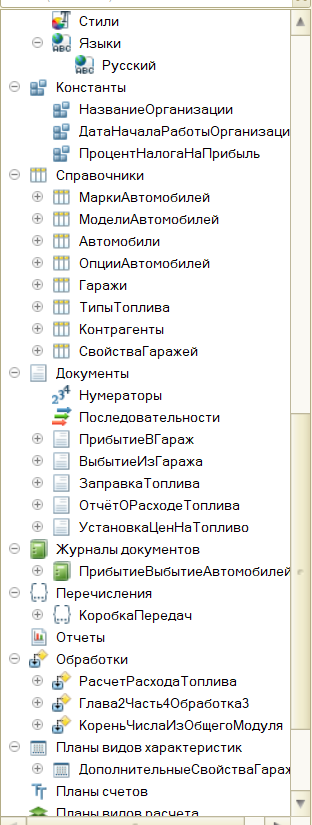 Стили
Языки
Русский
Константы
НазваниеОрганизации
ДатаНачалаРаботыОрганизаци
ПроцентНалогаНаПрибыль
Справочники
МаркиАвтомобилей
МоделиАвтомобилей
Автомобили
ОпцииАвтомобилей
Гаражи
ТипыТоплива
Контрагенты
СвойстваГаражей
Документы
Нумераторы
Последовательности
ПрибытиеВГараж
ВыбытиеИзГаража
ЗаправкаТоплива
ОтчётОРасходеТоплива
УстановкаЦенНаТопливо
Журналы документов
ПрибытиеВыбытиеАвтомобилей
Перечисления
КоробкаПередач
Отчеты
Обработки
РасчетРасходаТоплива
Глава2Часть4Обработка3
КореньЧислаИзОбщегоМодуля
Планы видов характеристик
ДополнительныеСвойстваГараж
Планы счетов
Планы видов расчета